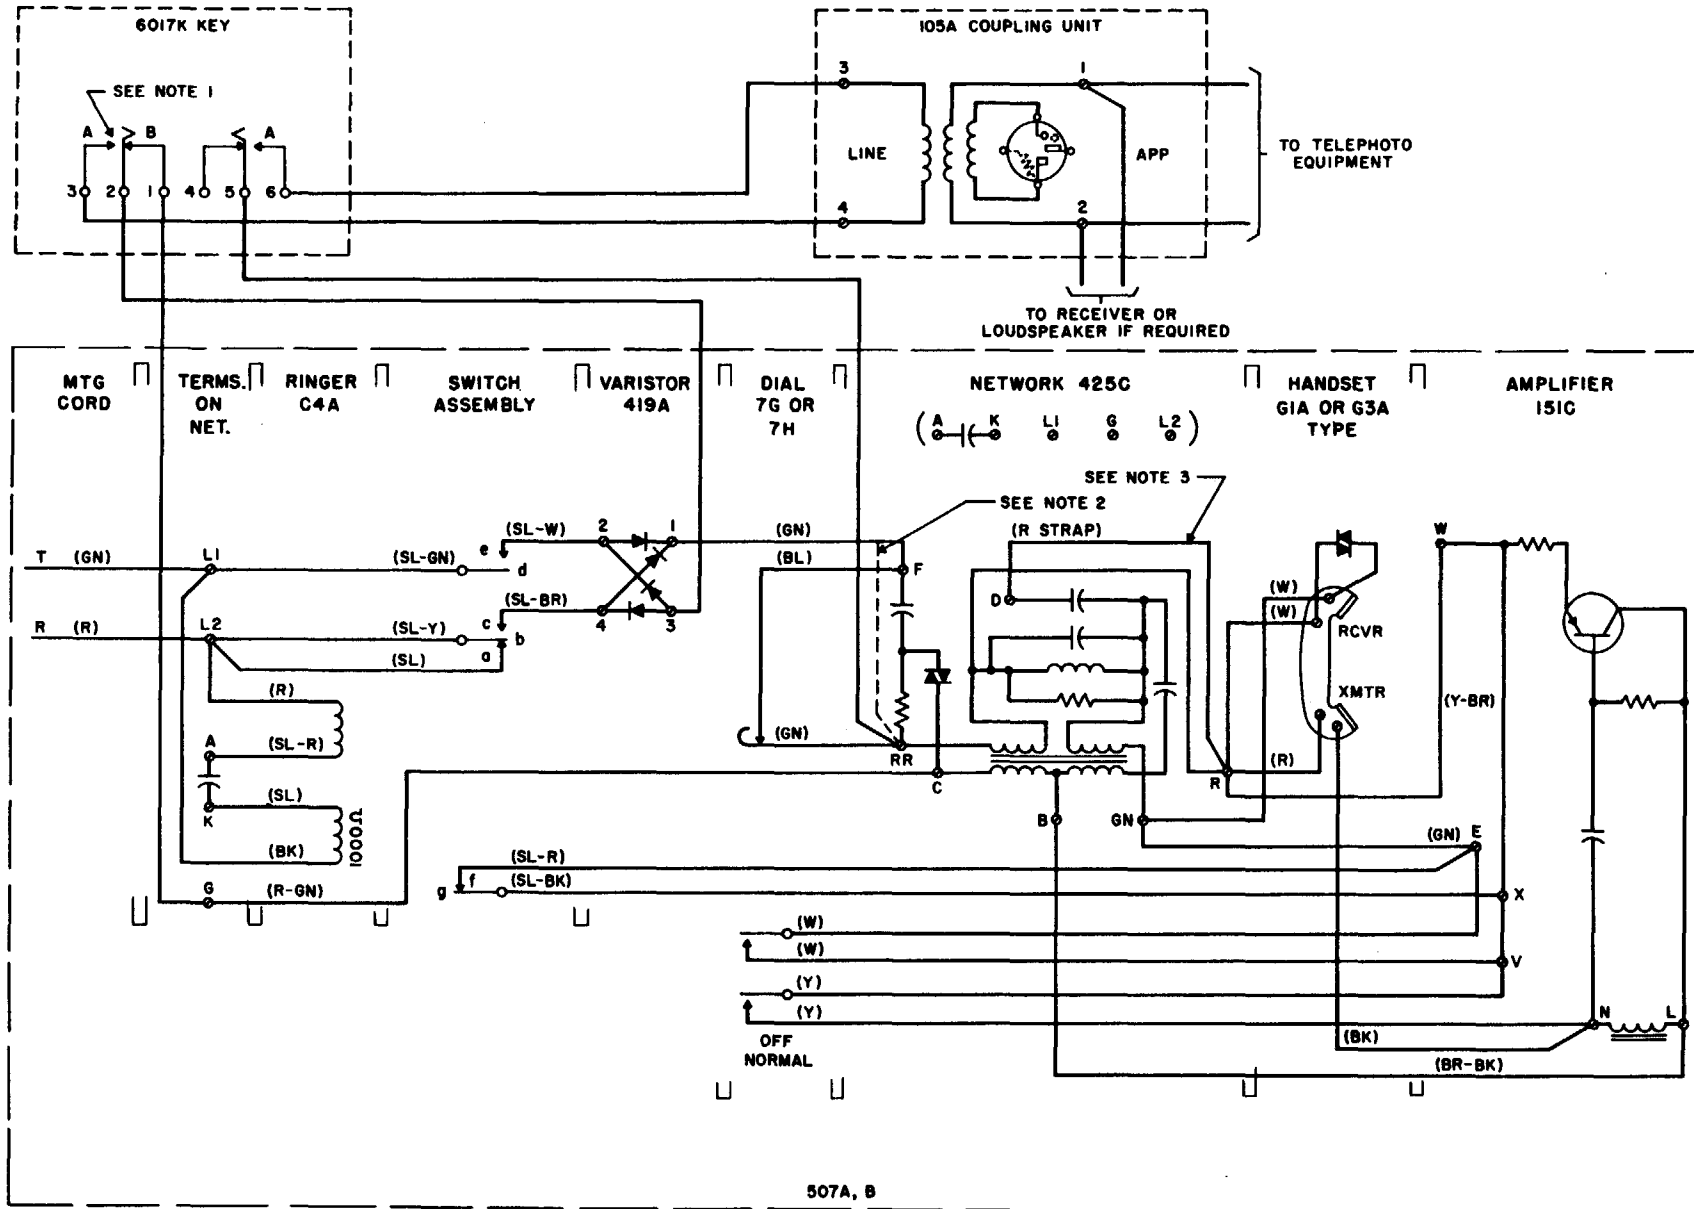 6017K KEY
105A COUPLING UNIT
SEE NOTE 1
A B A
3 2 1 4 5 6
3
1
LINE
APP
4
2
TO TELEPHOTO
EQUIPMENT
TO RECEIVER OR
LOUDSPEAKER IF REQUIRED
MTG
CORD
TERMS.
ON
NET.
RINGER
C4A
SWITCH
ASSEMBLY
VARISTOR
419A
DIAL
7G OR
7H
NETWORK 425C
(A K L1 G L2)
HANDSET
G1A OR G3A
TYPE
AMPLIFIER
151C
SEE NOTE 3
SEE NOTE 2
T (GN) L1 (SL-GN) e d (SL-W) 2 1 (GN)
(R STRAP) W
(BL) F
(SL-BR) D (W)
R (R) L2 (SL-Y) c b 4 3 (W)
(SL) a RCVR
(R) XMTR (Y-BR)
A (SL-R) (GN) RR (R)
C R
K (SL) B GN (GN) E
1000Ω
(BK)
(SL-R)
G (R-GN) g f (SL-BK) X
(W)
(W) V
(Y)
(Y) N L
OFF
NORMAL
(BK)
(BR-BK)
507A, B